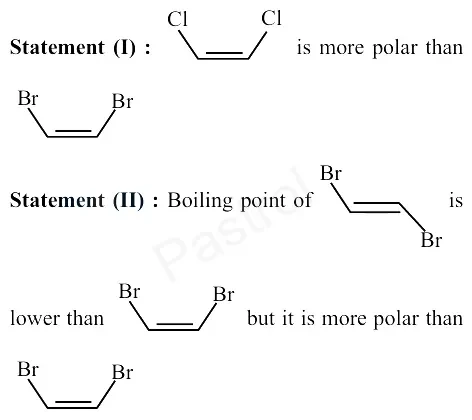 Cl Cl
Statement (I) : is more polar than
Br Br
Statement (II) : Boiling point of Br Br is
lower than Br Br but it is more polar than
Br Br
Pastrol